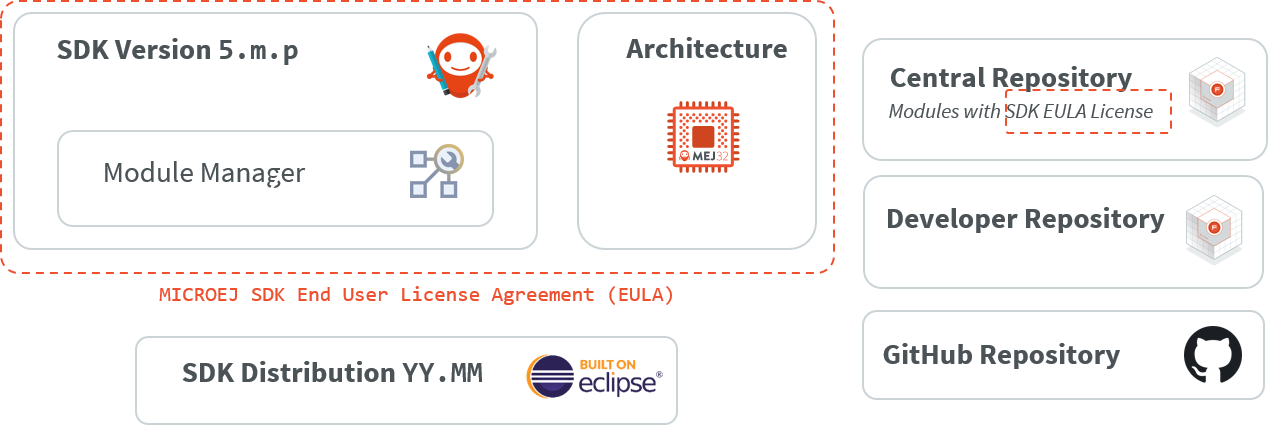 SDK Version 5.m.p
Module Manager
Architecture
MEJ32
MICROEJ SDK End User License Agreement (EULA)
SDK Distribution YY.MM
BUILT ON
eclipse®
Central Repository
Modules with SDK EULA License
Developer Repository
GitHub Repository